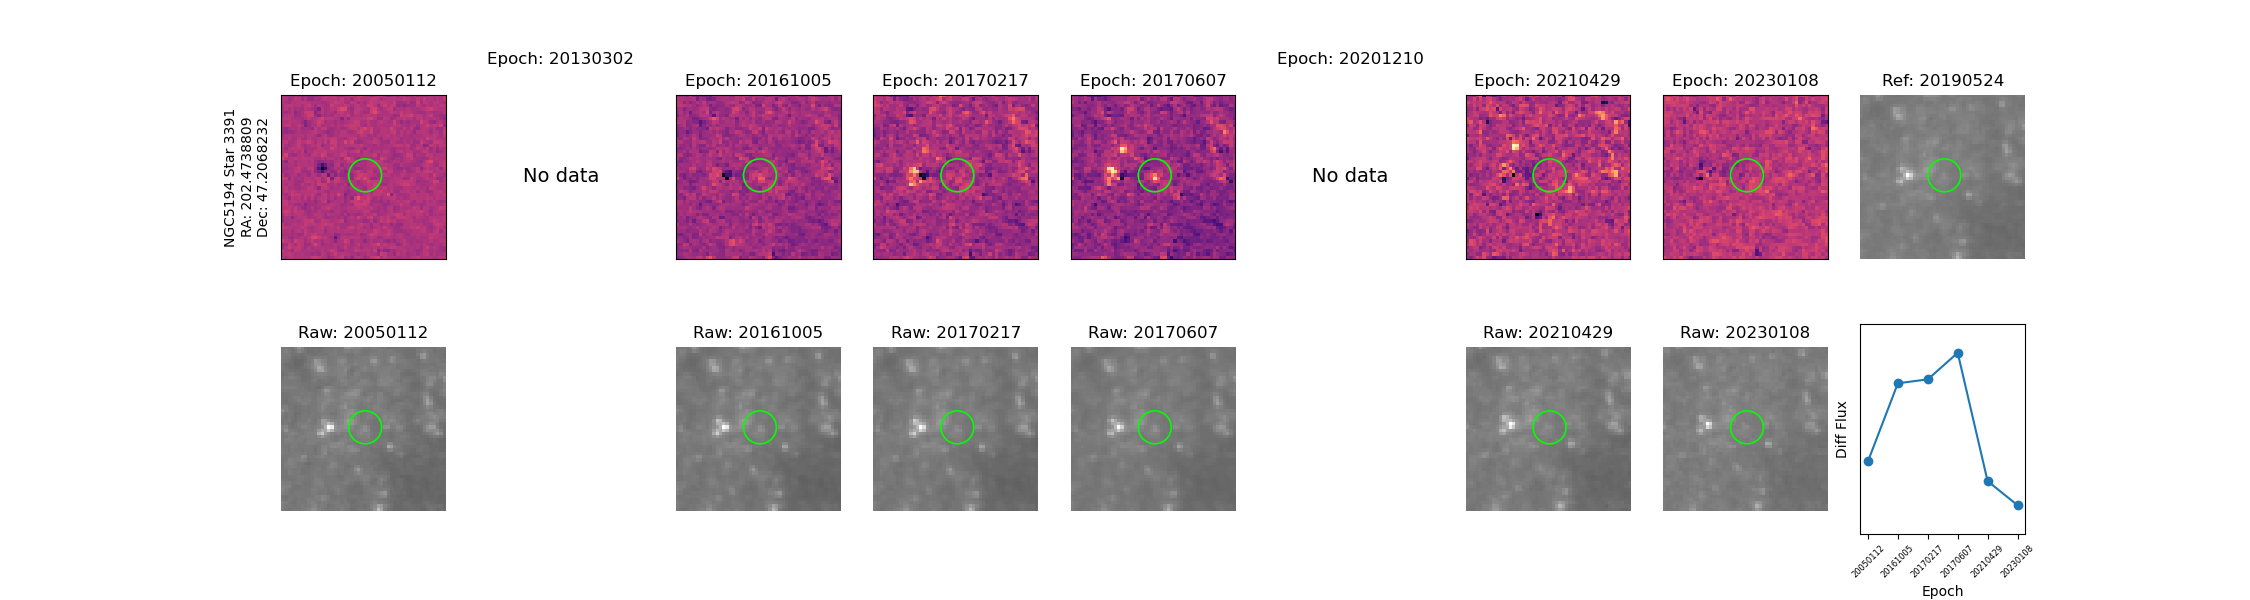 Epoch: 20130302
Epoch: 20201210
Epoch: 20050112
Epoch: 20161005
Epoch: 20170217
Epoch: 20170607
Epoch: 20210429
Epoch: 20230108
Ref: 20190524
NGC5194 Star 3391
RA: 202.4738809
Dec: 47.2068232
No data
No data
Raw: 20050112
Raw: 20161005
Raw: 20170217
Raw: 20170607
Raw: 20210429
Raw: 20230108
Diff Flux
20050112
20161005
20170217
20170607
20210429
20230108
Epoch